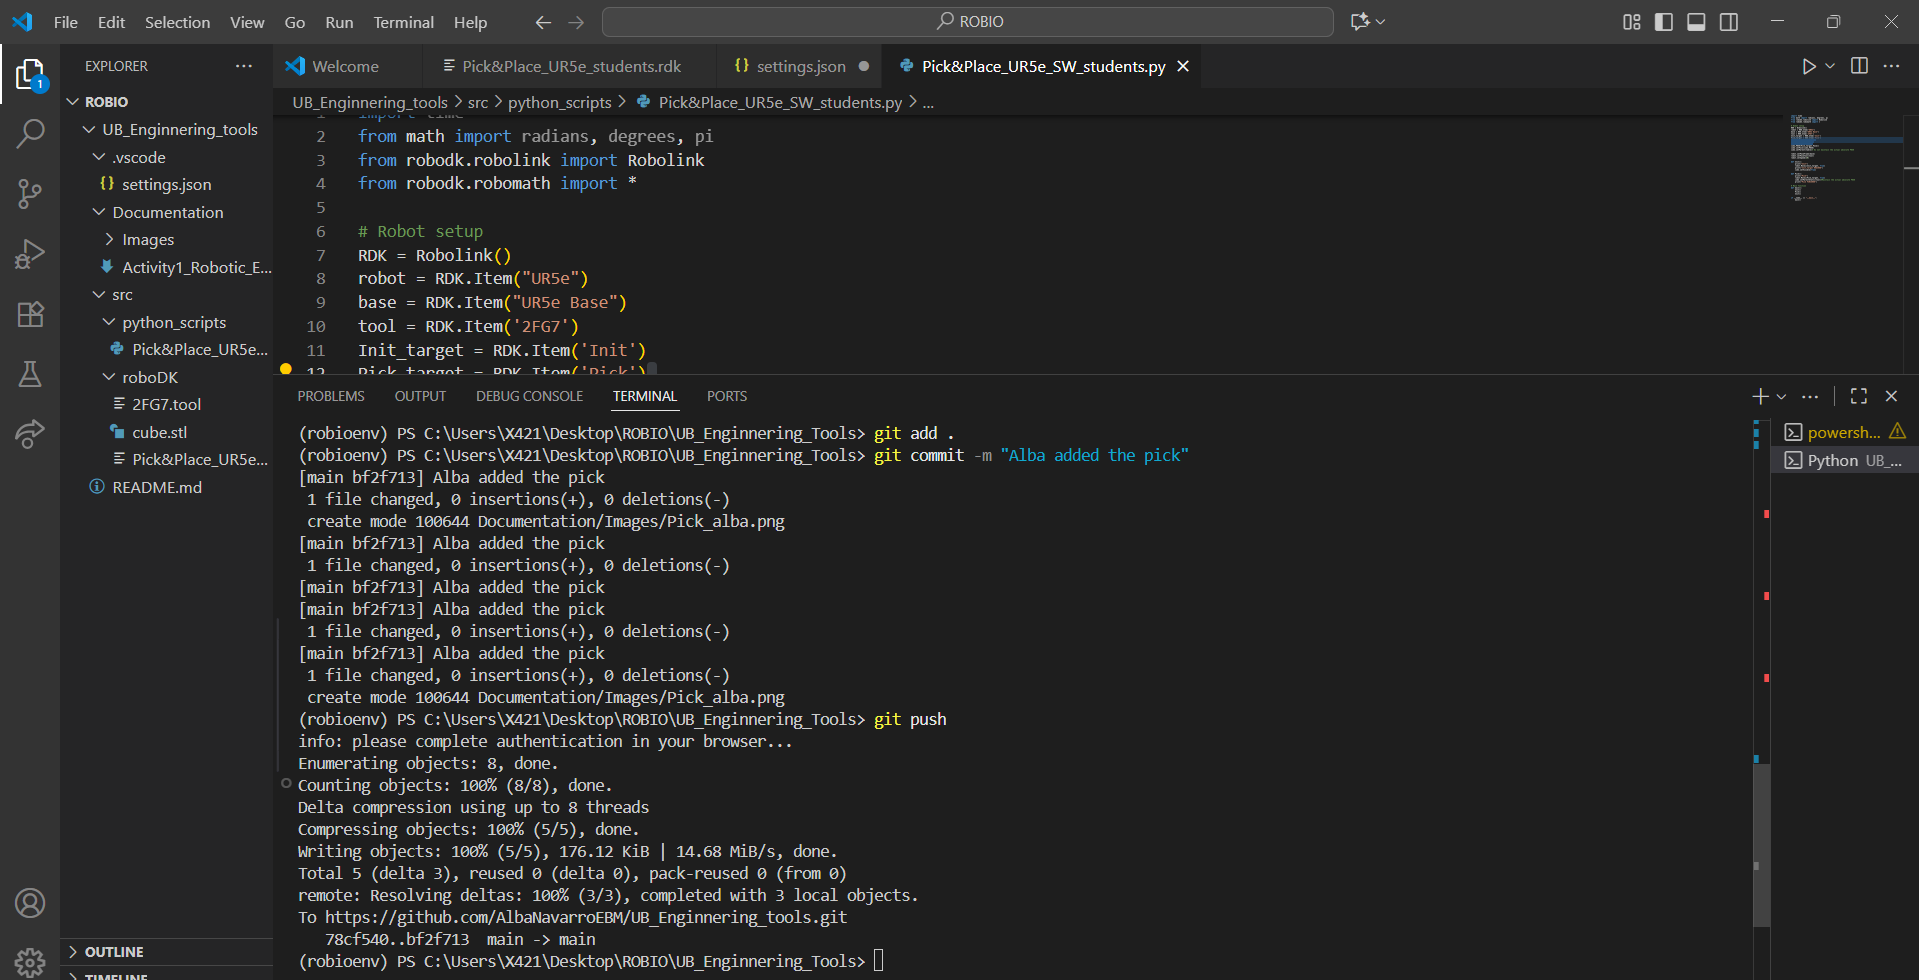 File Edit Selection View Go Run Terminal Help
ROBIO
1
EXPLORER
ROBIO
UB_Enginnering_tools
.vscode
settings.json
Documentation
Images
Activity1_Robotic_E...
src
python_scripts
Pick&Place_UR5e...
roboDK
2FG7.tool
cube.stl
Pick&Place_UR5e...
README.md
OUTLINE
TIMELINE
Welcome
Pick&Place_UR5e_students.rdk
settings.json
Pick&Place_UR5e_SW_students.py
UB_Enginnering_tools > src > python_scripts > Pick&Place_UR5e_SW_students.py > ...
1 import time
2 from math import radians, degrees, pi
3 from robodk.robolink import Robolink
4 from robodk.robomath import *
5
6 # Robot setup
7 RDK = Robolink()
8 robot = RDK.Item("UR5e")
9 base = RDK.Item("UR5e Base")
10 tool = RDK.Item('2FG7')
11 Init_target = RDK.Item('Init')
12 Pick_target = RDK.Item('Pick')
PROBLEMS OUTPUT DEBUG CONSOLE TERMINAL PORTS
powersh...
Python UB_...
(robioenv) PS C:\Users\X421\Desktop\ROBIO\UB_Enginnering_Tools> git add .
(robioenv) PS C:\Users\X421\Desktop\ROBIO\UB_Enginnering_Tools> git commit -m "Alba added the pick"
[main bf2f713] Alba added the pick
1 file changed, 0 insertions(+), 0 deletions(-)
create mode 100644 Documentation/Images/Pick_alba.png
[main bf2f713] Alba added the pick
1 file changed, 0 insertions(+), 0 deletions(-)
[main bf2f713] Alba added the pick
[main bf2f713] Alba added the pick
1 file changed, 0 insertions(+), 0 deletions(-)
[main bf2f713] Alba added the pick
1 file changed, 0 insertions(+), 0 deletions(-)
create mode 100644 Documentation/Images/Pick_alba.png
(robioenv) PS C:\Users\X421\Desktop\ROBIO\UB_Enginnering_Tools> git push
info: please complete authentication in your browser...
Enumerating objects: 8, done.
Counting objects: 100% (8/8), done.
Delta compression using up to 8 threads
Compressing objects: 100% (5/5), done.
Writing objects: 100% (5/5), 176.12 KiB | 14.68 MiB/s, done.
Total 5 (delta 3), reused 0 (delta 0), pack-reused 0 (from 0)
remote: Resolving deltas: 100% (3/3), completed with 3 local objects.
To https://github.com/AlbaNavarroEBM/UB_Enginnering_tools.git
78cf540..bf2f713 main -> main
(robioenv) PS C:\Users\X421\Desktop\ROBIO\UB_Enginnering_Tools>